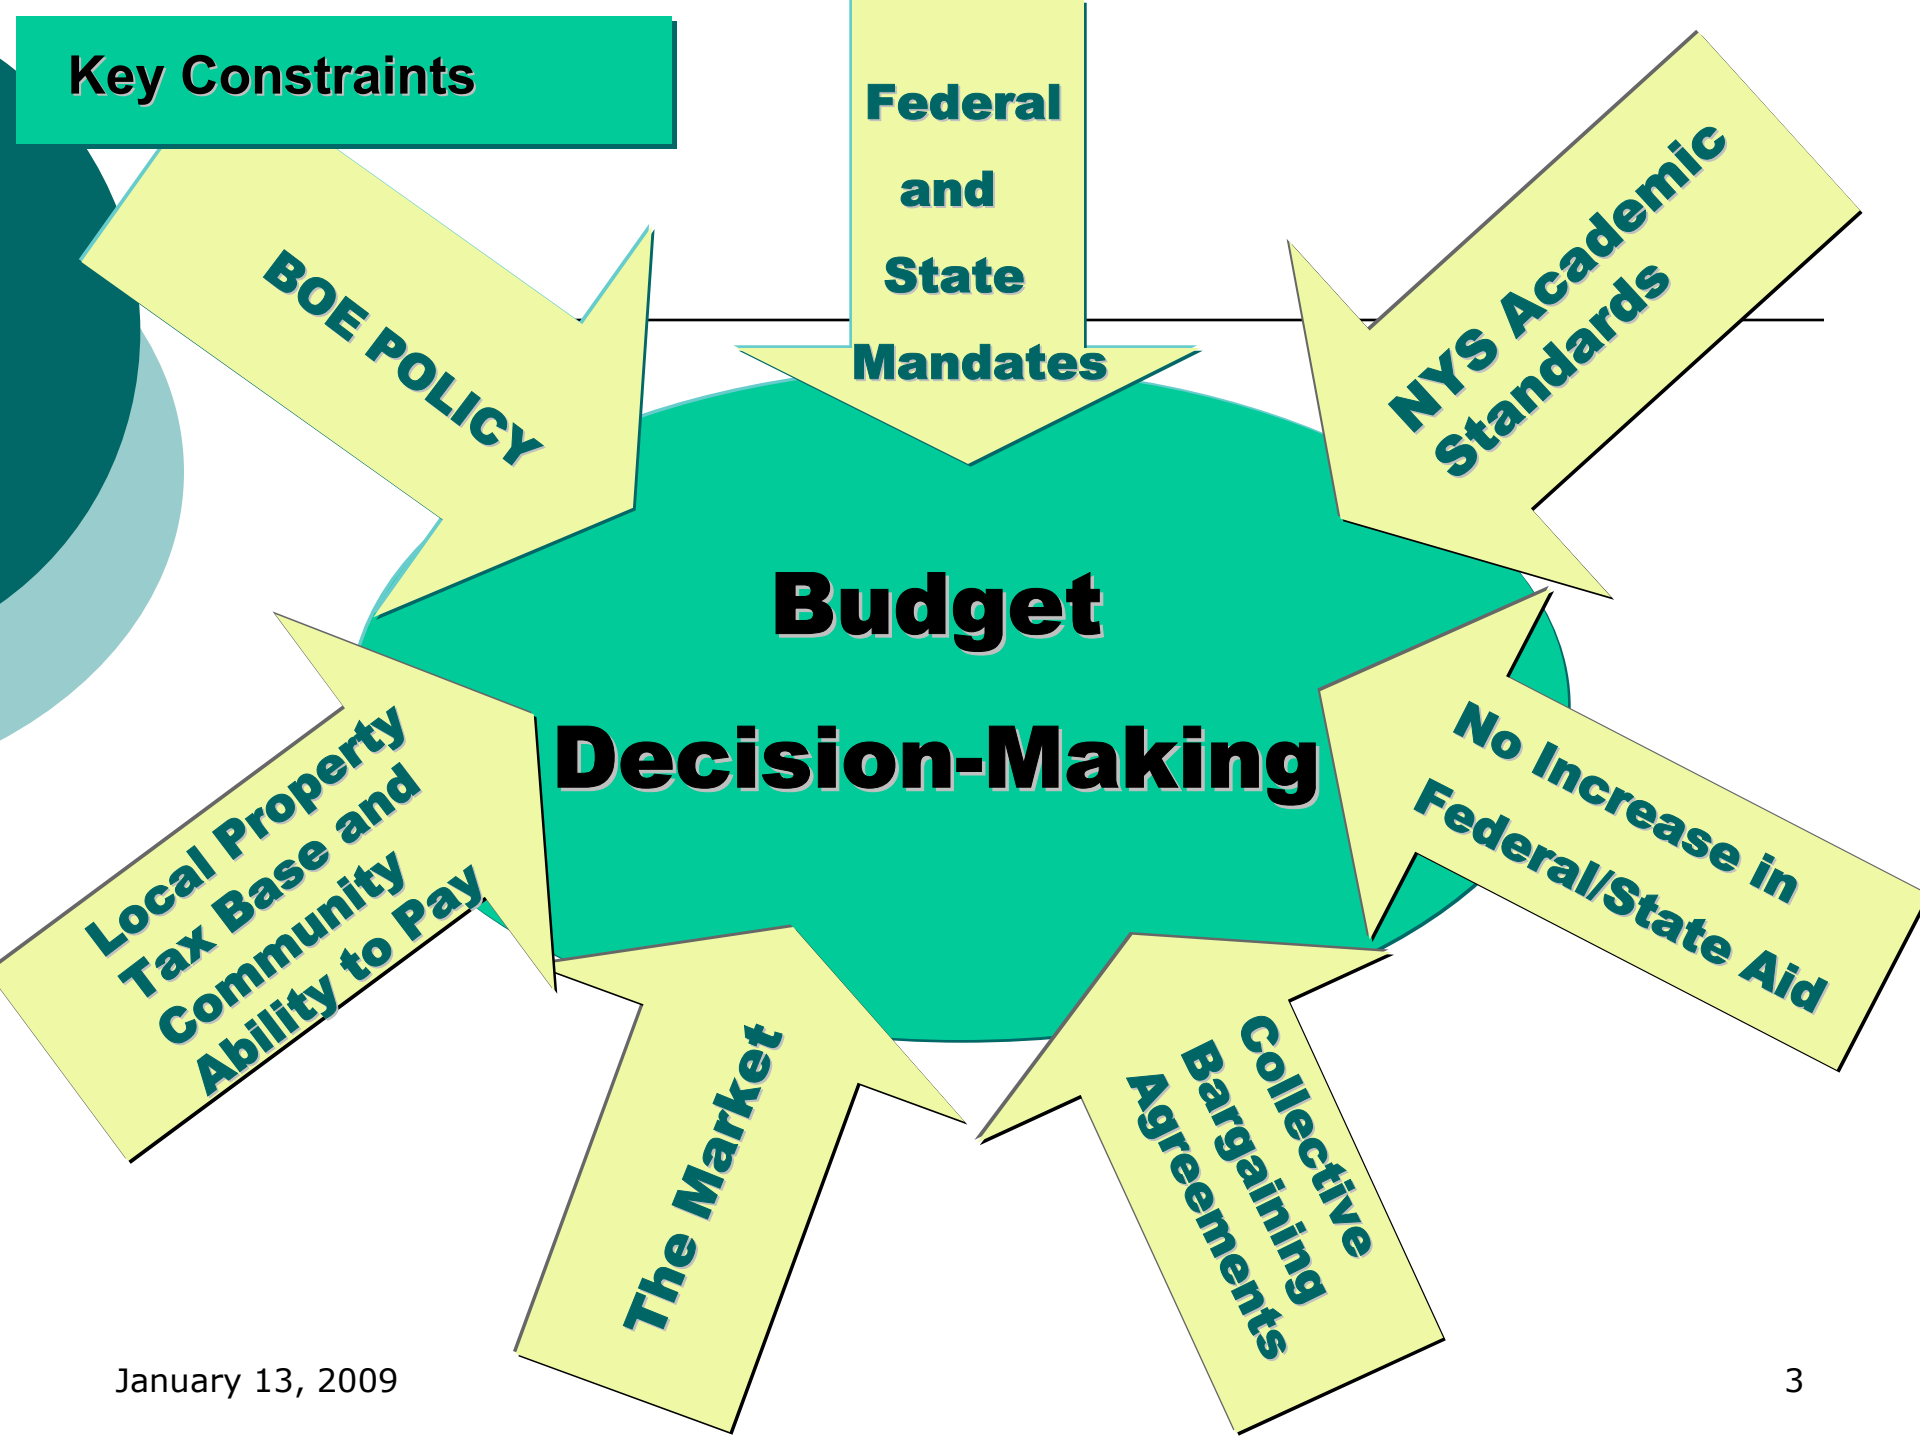 Key Constraints
Federal
and
State
Mandates
BOE POLICY
NYS Academic
Standards
Budget
Decision-Making
No Increase in
Federal/State Aid
Local Property
Tax Base and
Community
Ability to Pay
The Market
Collective
Bargaining
Agreements
January 13, 2009
3